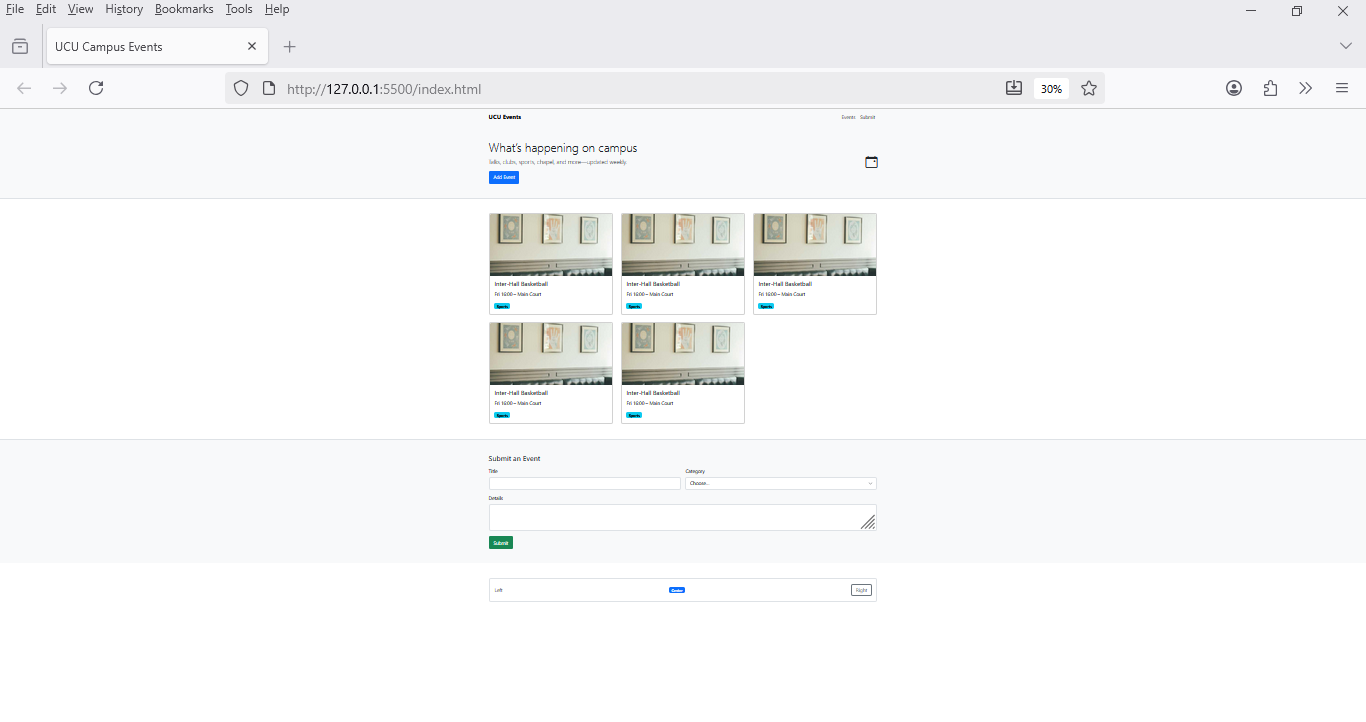 File Edit View History Bookmarks Tools Help
UCU Campus Events
http://127.0.0.1:5500/index.html 30%
UCU Events Events Submit
What's happening on campus
Talks, clubs, sports, chapel, and more—updated weekly.
Add Event
Inter-Hall Basketball Inter-Hall Basketball Inter-Hall Basketball
Fri 16:00 – Main Court Fri 16:00 – Main Court Fri 16:00 – Main Court
Sports Sports Sports
Inter-Hall Basketball Inter-Hall Basketball
Fri 16:00 – Main Court Fri 16:00 – Main Court
Sports Sports
Submit an Event
Title Category
Choose...
Details
Submit
Left Center Right